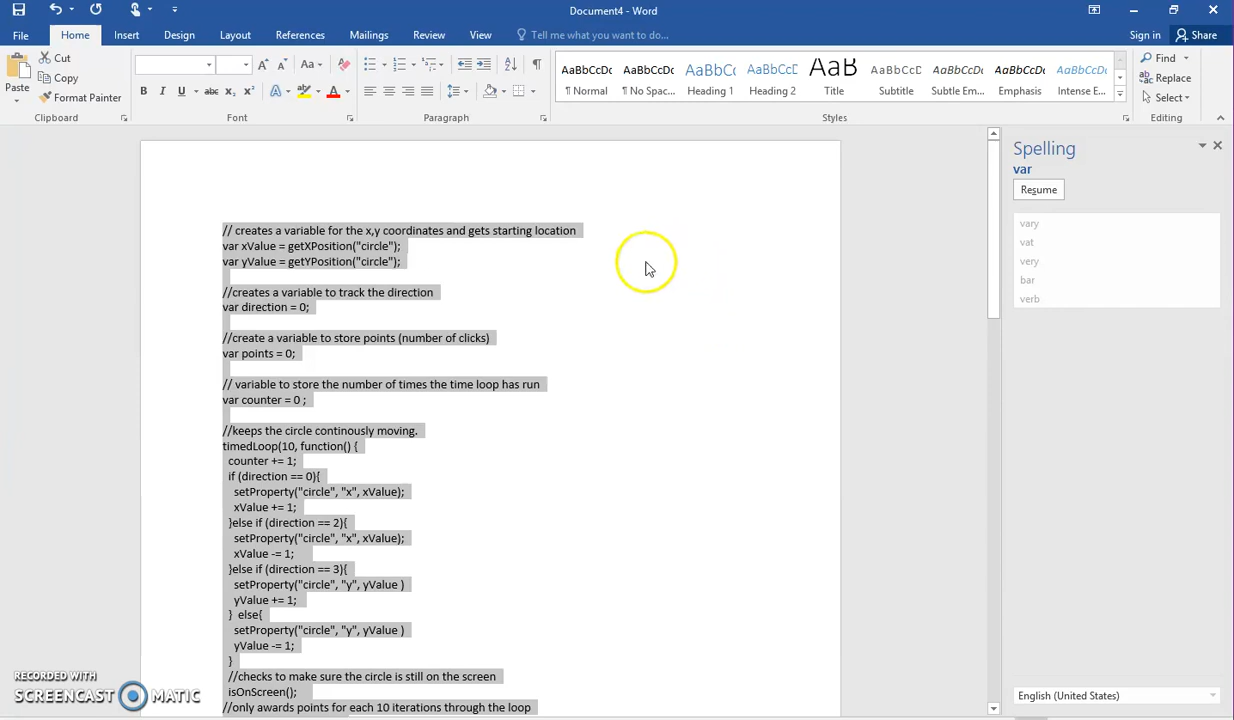 Document4 - Word
File Home Insert Design Layout References Mailings Review View Tell me what you want to do... Sign in Share
Paste
Cut
Copy
Format Painter
Clipboard
Aa
B I U abc X₂ X² A A
Font
Paragraph
AaBbCcDc AaBbCcDc AaBbCc AaBbCcD AaB AaBbCcD AaBbCcDc AaBbCcDc AaBbCcDc
¶ Normal ¶ No Spac... Heading 1 Heading 2 Title Subtitle Subtle Em... Emphasis Intense E...
Styles
Find
Replace
Select
Editing
// creates a variable for the x,y coordinates and gets starting location
var xValue = getXPosition("circle");
var yValue = getYPosition("circle");
//creates a variable to track the direction
var direction = 0;
//create a variable to store points (number of clicks)
var points = 0;
// variable to store the number of times the time loop has run
var counter = 0 ;
//keeps the circle continously moving.
timedLoop(10, function() {
counter += 1;
if (direction == 0){
setProperty("circle", "x", xValue);
xValue += 1;
}else if (direction == 2){
setProperty("circle", "x", xValue);
xValue -= 1;
}else if (direction == 3){
setProperty("circle", "y", yValue )
yValue += 1;
} else{
setProperty("circle", "y", yValue )
yValue -= 1;
}
//checks to make sure the circle is still on the screen
isOnScreen();
//only awards points for each 10 iterations through the loop
Spelling
var
Resume
vary
vat
very
bar
verb
English (United States)
RECORDED WITH
SCREENCAST MATIC